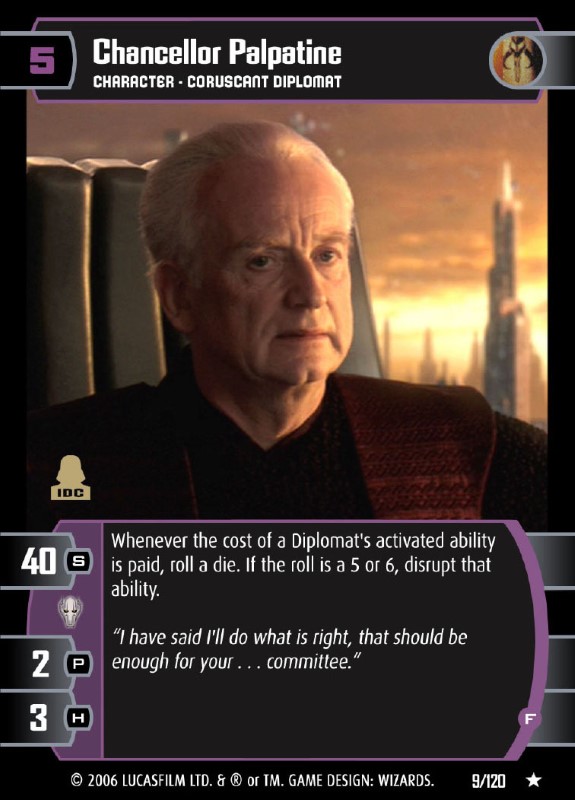 5
Chancellor Palpatine
CHARACTER - CORUSCANT DIPLOMAT
IDC
40 S
Whenever the cost of a Diplomat's activated ability
is paid, roll a die. If the roll is a 5 or 6, disrupt that
ability.
"I have said I'll do what is right, that should be
2 P
enough for your . . . committee."
3 H
F
© 2006 LUCASFILM LTD. & ® or TM. GAME DESIGN: WIZARDS.
9/120